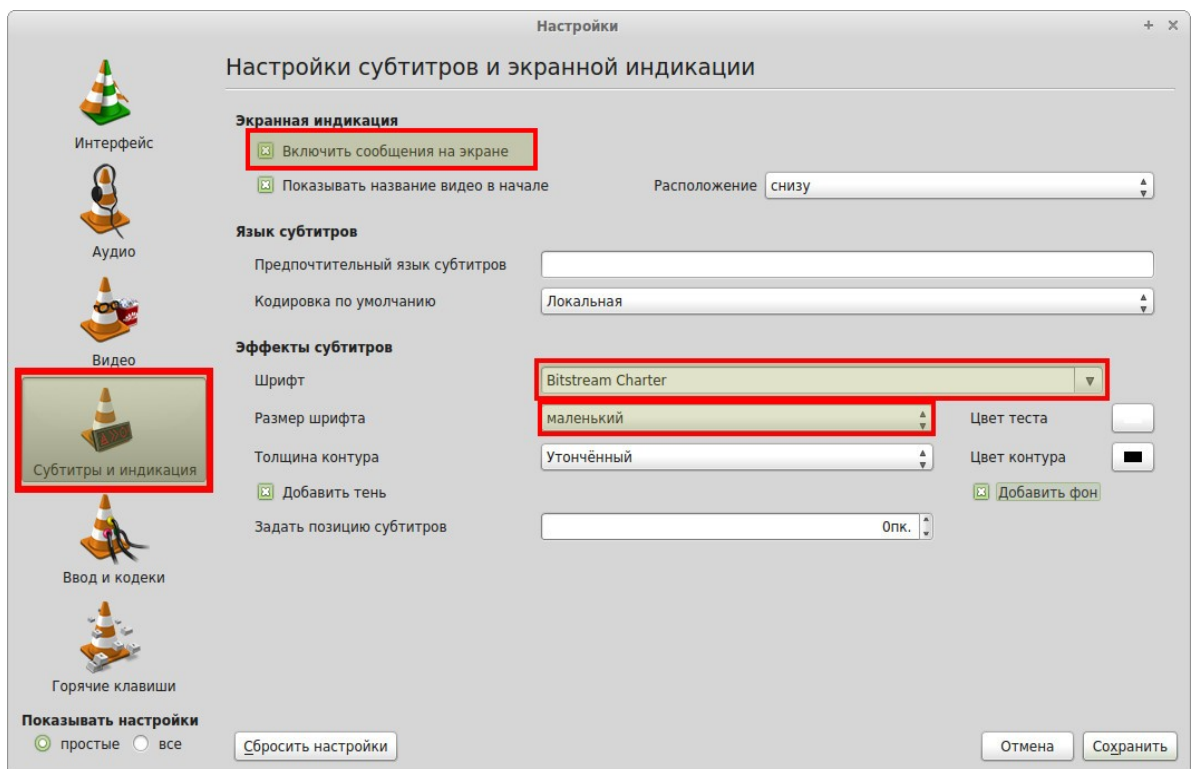 Настройки
Настройки субтитров и экранной индикации
Интерфейс
Аудио
Видео
Субтитры и индикация
Ввод и кодеки
Горячие клавиши
Показывать настройки
простые все
Экранная индикация
Включить сообщения на экране
Показывать название видео в начале Расположение снизу
Язык субтитров
Предпочтительный язык субтитров
Кодировка по умолчанию Локальная
Эффекты субтитров
Шрифт Bitstream Charter
Размер шрифта маленький Цвет теста
Толщина контура Утончённый Цвет контура
Добавить тень Добавить фон
Задать позицию субтитров 0пк.
Сбросить настройки Отмена Сохранить